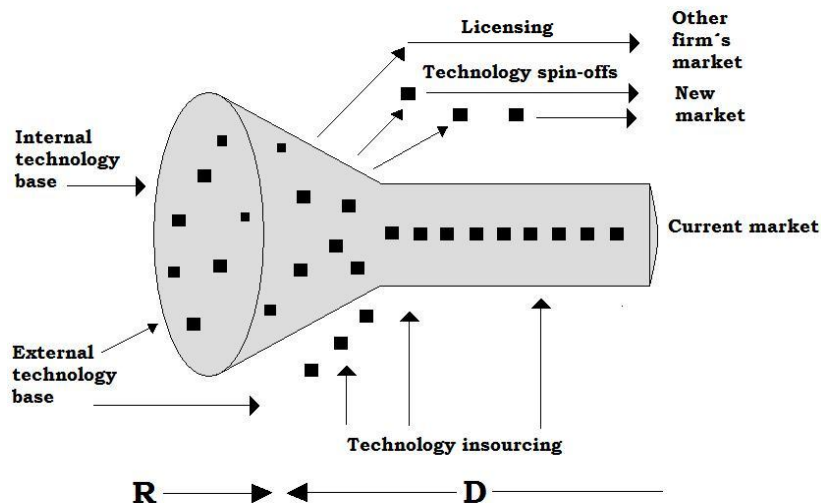 Licensing
Other
firm´s
market
Technology spin-offs
New
market
Internal
technology
base
Current market
External
technology
base
Technology insourcing
R
D